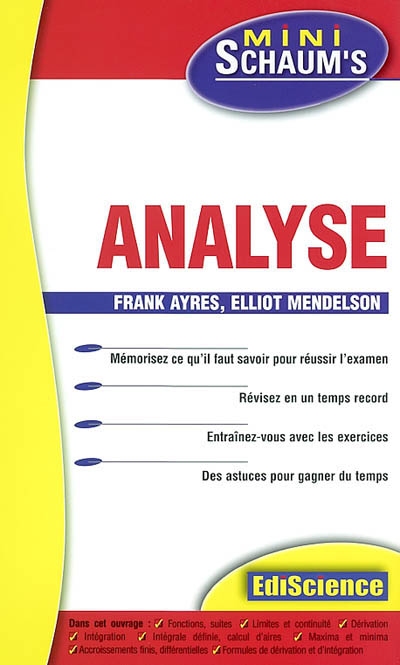 MiNi
SCHAUM'S
ANALYSE
FRANK AYRES, ELLIOT MENDELSON
Mémorisez ce qu'il faut savoir pour réussir l'examen
Révisez en un temps record
Entraînez-vous avec les exercices
Des astuces pour gagner du temps
EdiScience
Dans cet ouvrage : ✓ Fonctions, suites ✓ Limites et continuité ✓ Dérivation
✓ Intégration ✓ Intégrale définie, calcul d'aires ✓ Maxima et minima
✓ Accroissements finis, différentielles ✓ Formules de dérivation et d'intégration